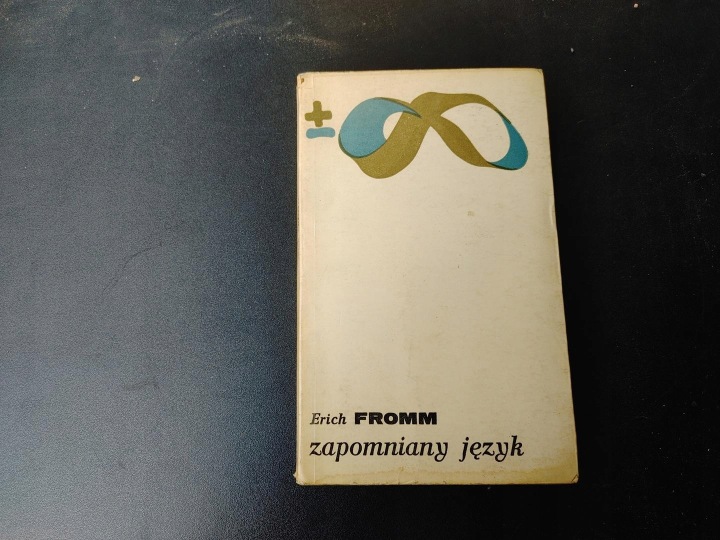 ±
Erich FROMM
zapomniany język